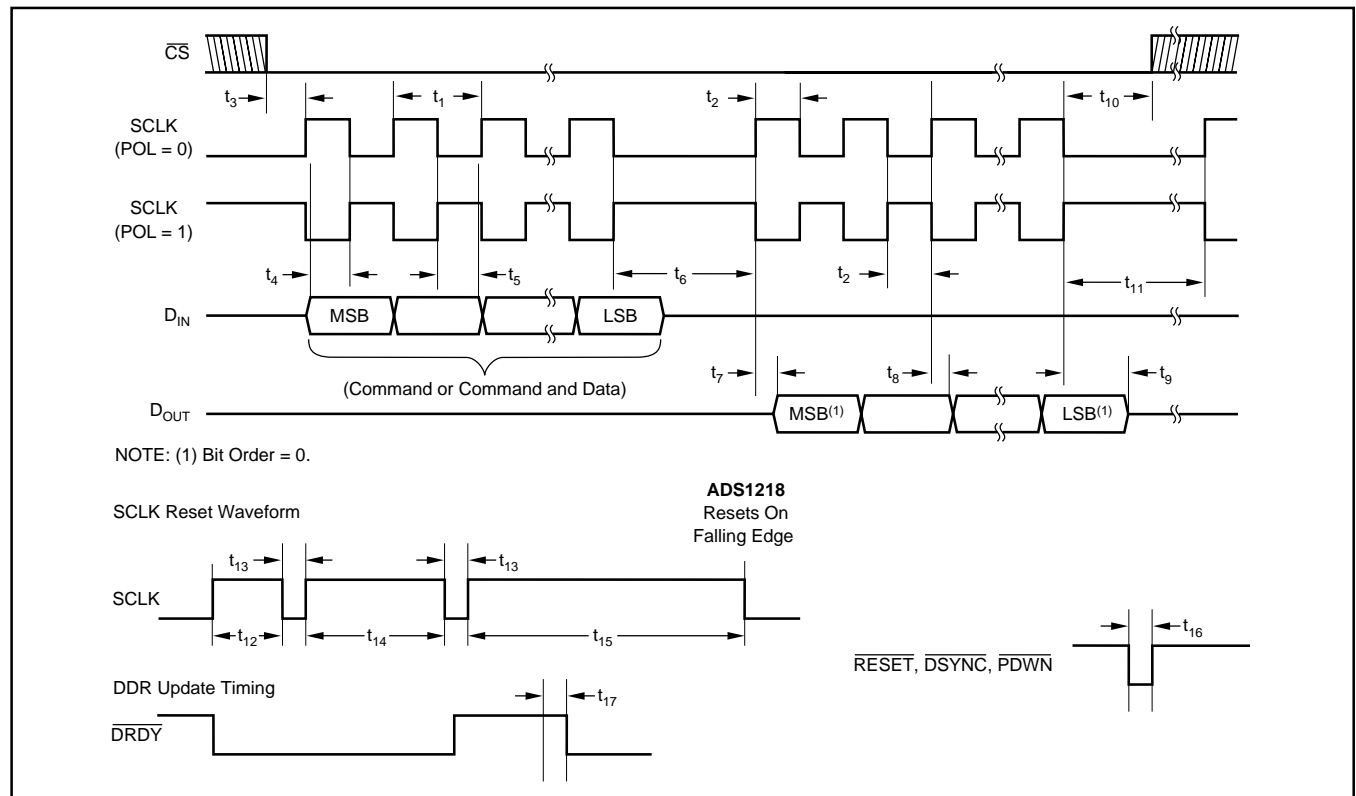 CS
t3
t1
t2
t10
SCLK
(POL = 0)
SCLK
(POL = 1)
t4
t5
t6
t2
t11
DIN
MSB
LSB
(Command or Command and Data)
t7
t8
t9
DOUT
MSB(1)
LSB(1)
NOTE: (1) Bit Order = 0.
ADS1218
Resets On
Falling Edge
SCLK Reset Waveform
t13
t13
SCLK
t12
t14
t15
t16
RESET, DSYNC, PDWN
DDR Update Timing
t17
DRDY